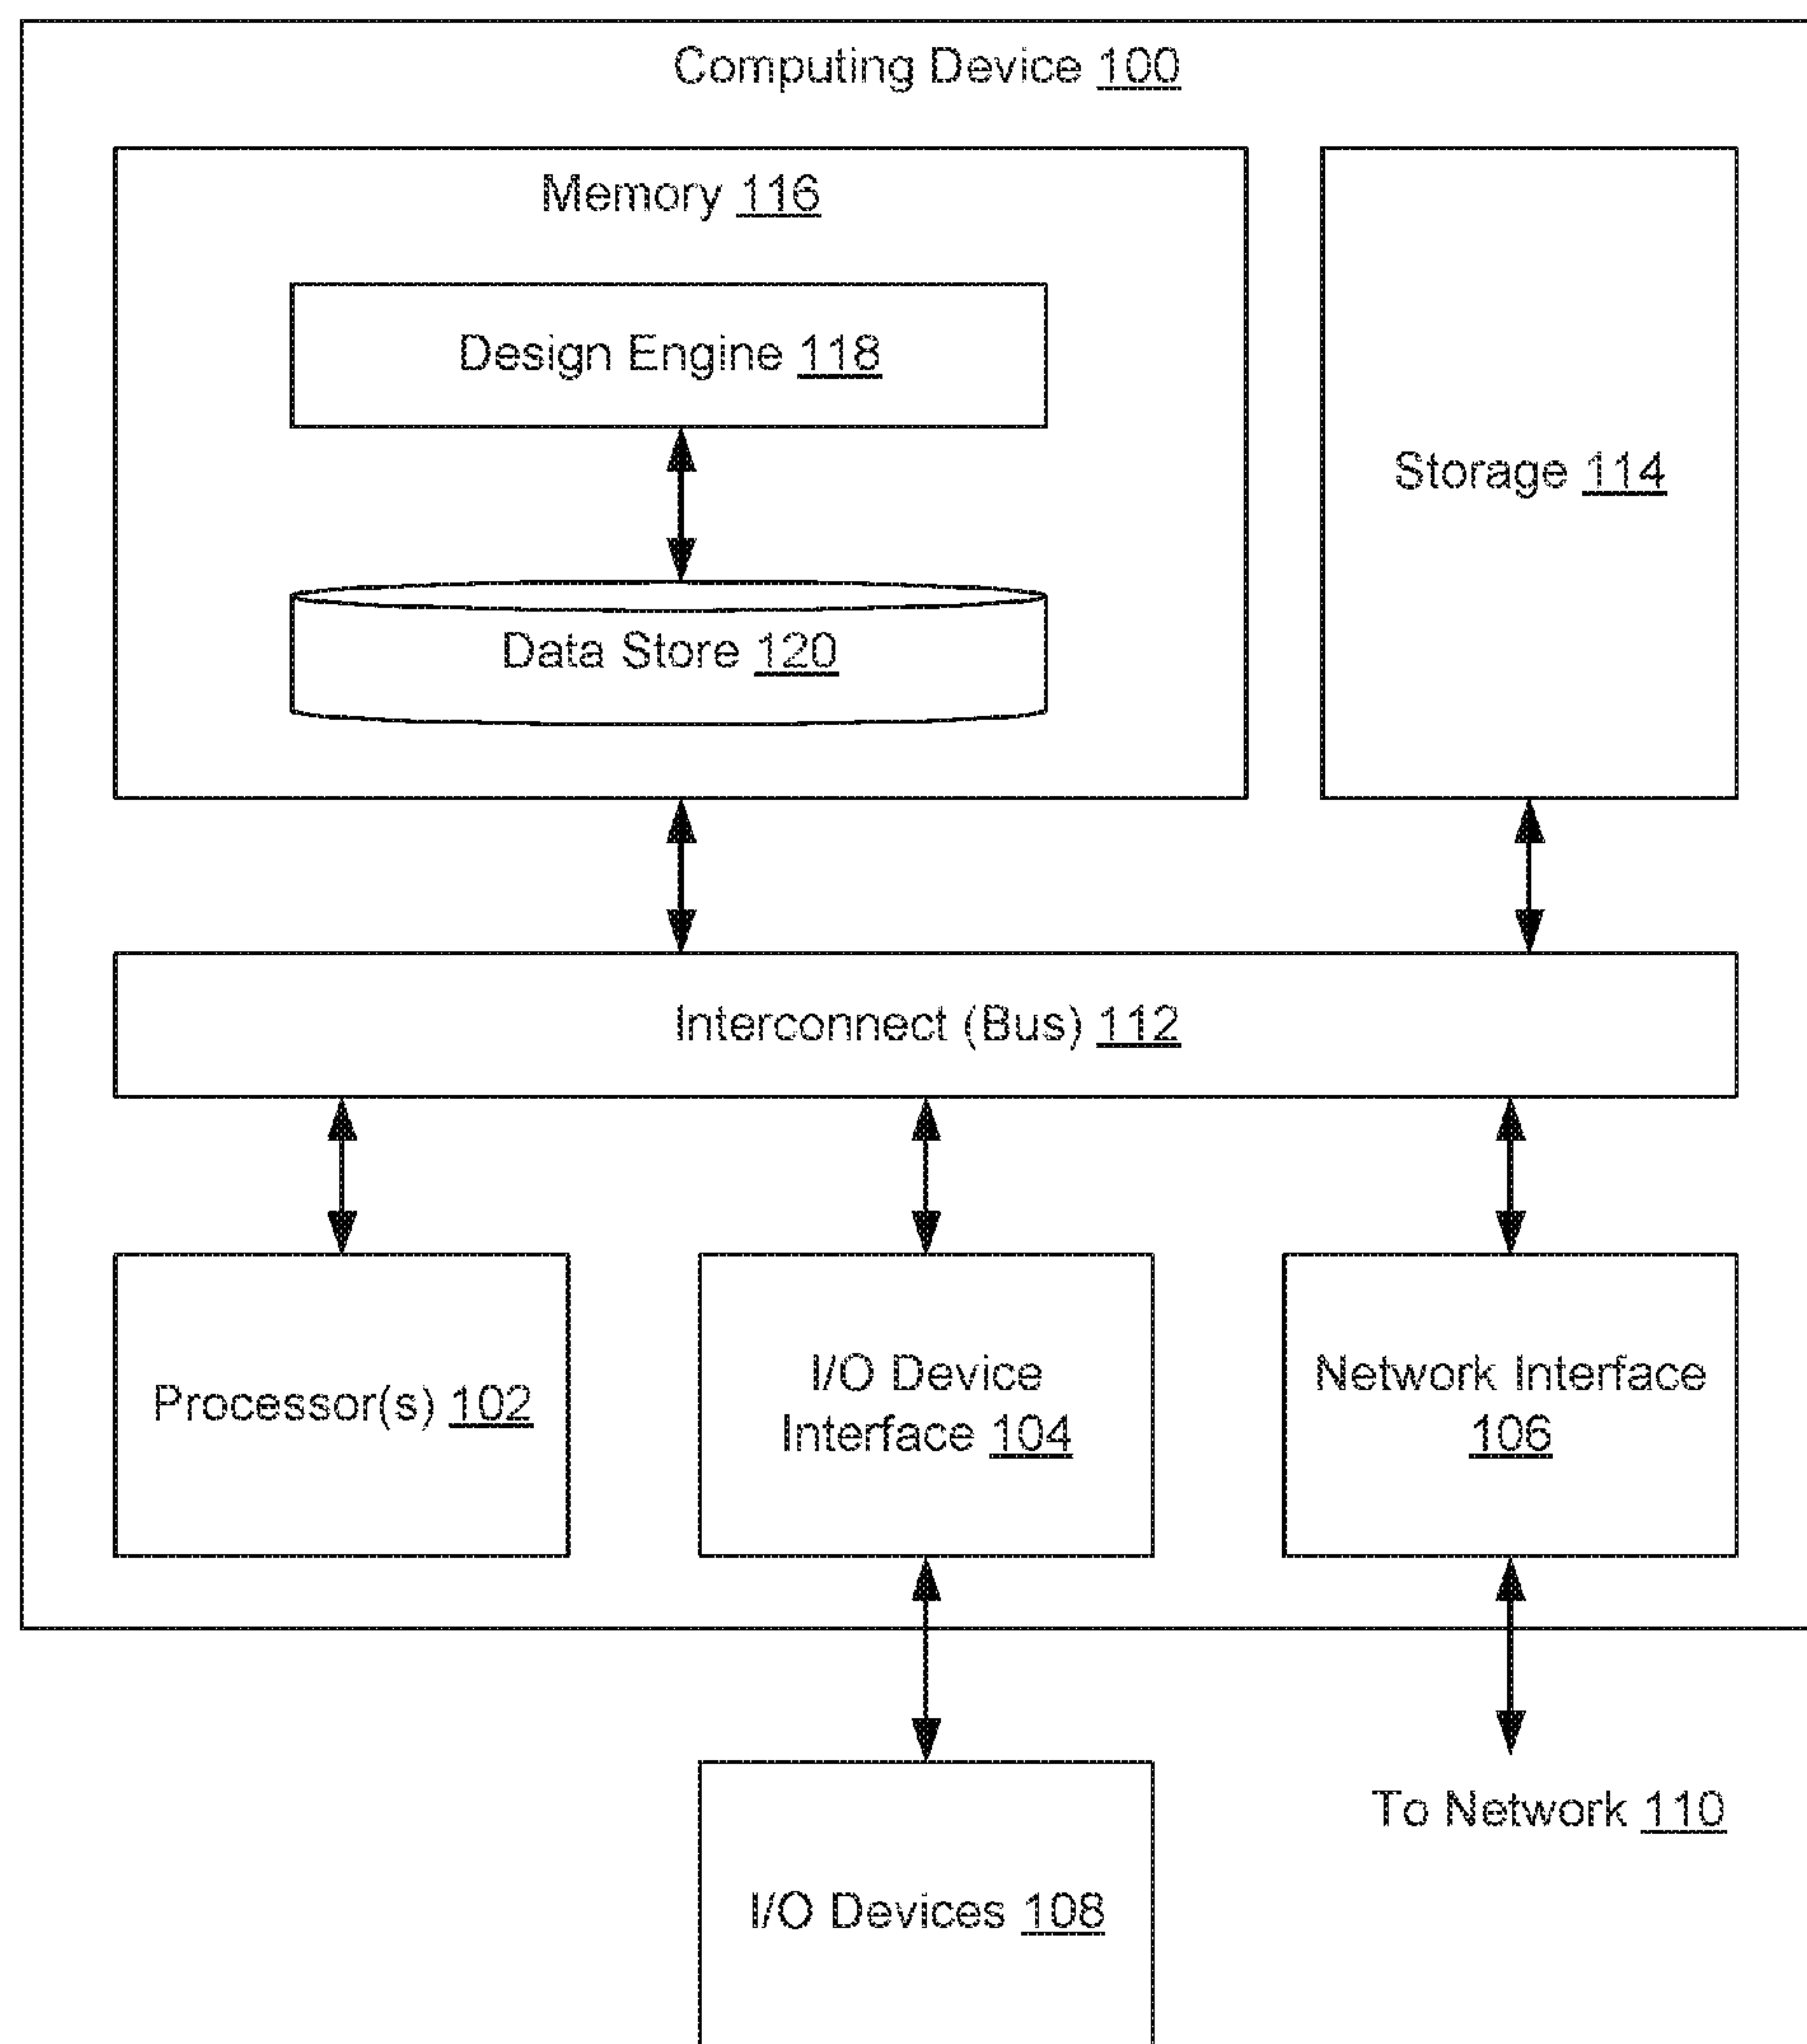 Computing Device 100
Memory 116
Design Engine 118
Data Store 120
Storage 114
Interconnect (Bus) 112
Processor(s) 102
I/O Device
Interface 104
Network Interface
106
I/O Devices 108
To Network 110